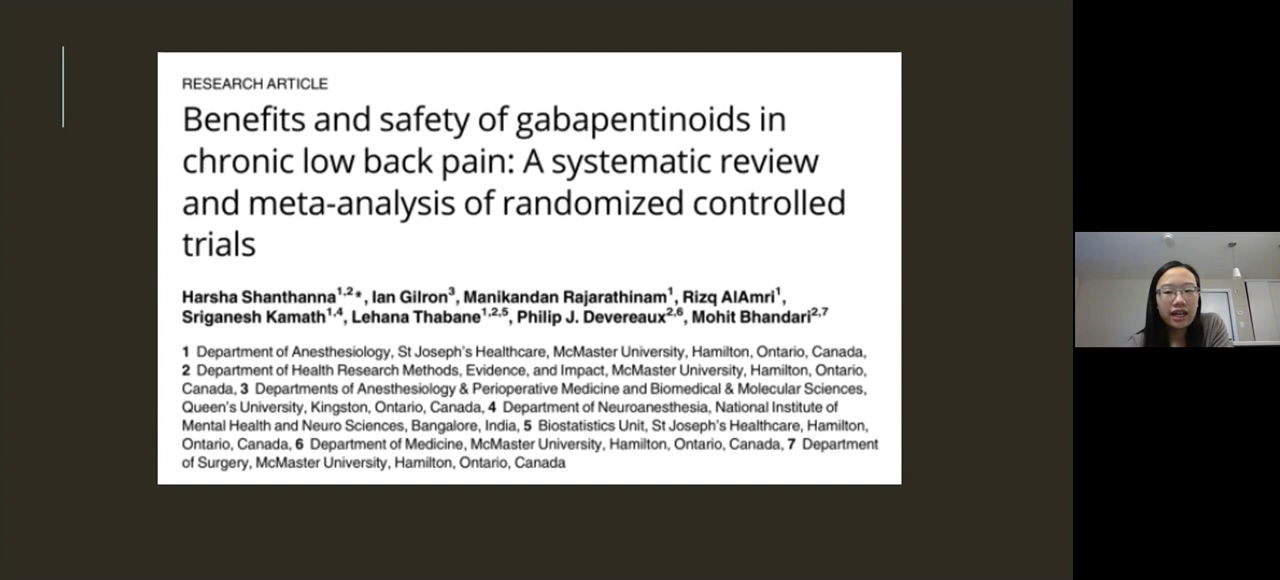 RESEARCH ARTICLE
Benefits and safety of gabapentinoids in
chronic low back pain: A systematic review
and meta-analysis of randomized controlled
trials
Harsha Shanthanna1,2*, Ian Gilron3, Manikandan Rajarathinam1, Rizq AlAmri1,
Sriganesh Kamath1,4, Lehana Thabane1,2,5, Philip J. Devereaux2,6, Mohit Bhandari2,7
1 Department of Anesthesiology, St Joseph's Healthcare, McMaster University, Hamilton, Ontario, Canada,
2 Department of Health Research Methods, Evidence, and Impact, McMaster University, Hamilton, Ontario,
Canada, 3 Departments of Anesthesiology & Perioperative Medicine and Biomedical & Molecular Sciences,
Queen's University, Kingston, Ontario, Canada, 4 Department of Neuroanesthesia, National Institute of
Mental Health and Neuro Sciences, Bangalore, India, 5 Biostatistics Unit, St Joseph's Healthcare, Hamilton,
Ontario, Canada, 6 Department of Medicine, McMaster University, Hamilton, Ontario, Canada, 7 Department
of Surgery, McMaster University, Hamilton, Ontario, Canada